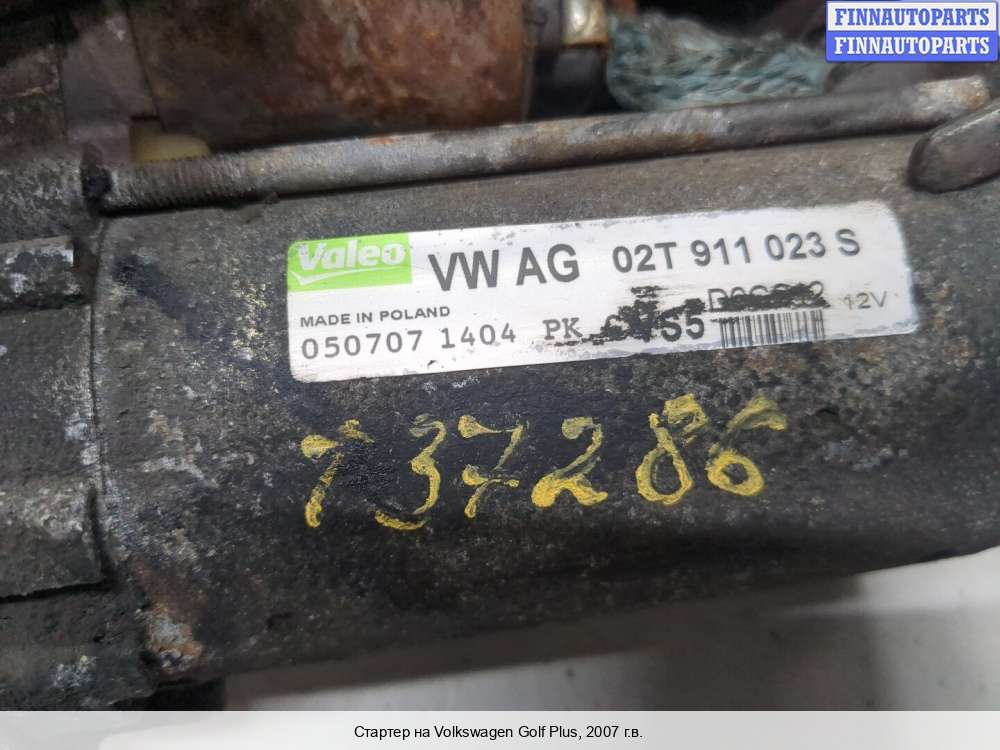 FINNAUTOPARTS
FINNAUTOPARTS
Valeo VW AG 02T 911 023 S
MADE IN POLAND
050707 1404 PK 12V
737286
Стартер на Volkswagen Golf Plus, 2007 г.в.